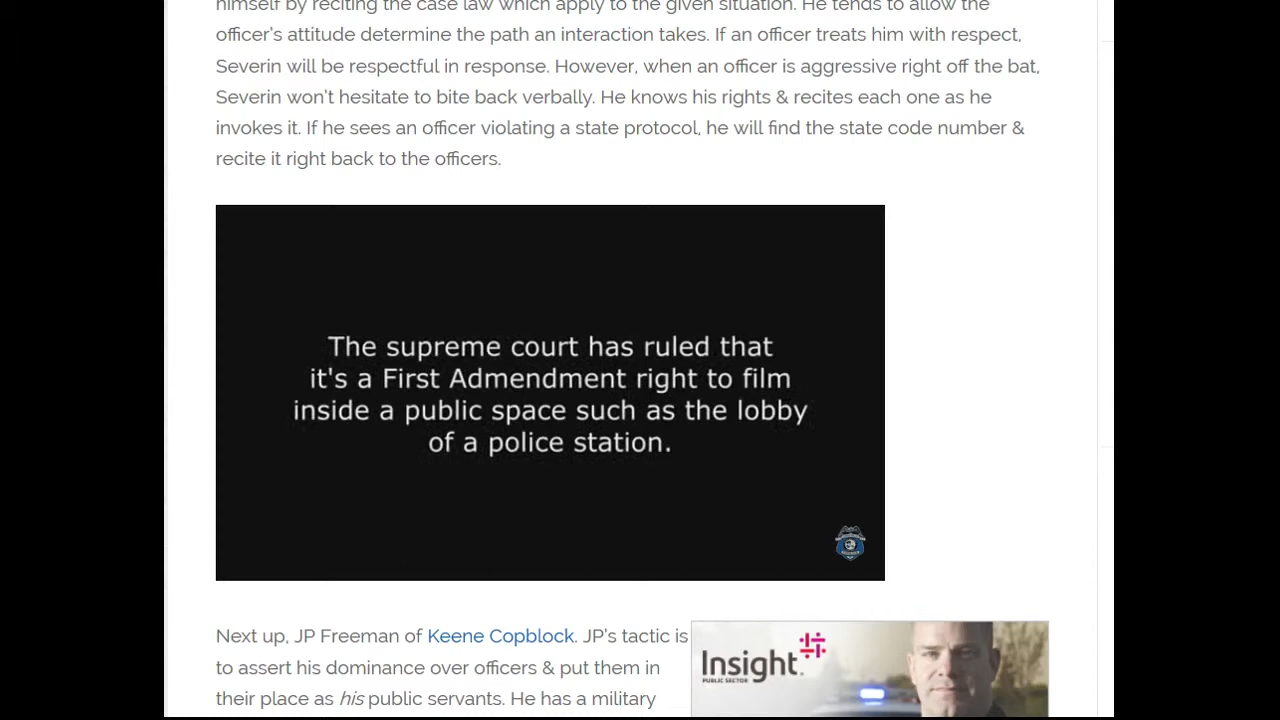 himself by reciting the case law which apply to the given situation. He tends to allow the
officer's attitude determine the path an interaction takes. If an officer treats him with respect,
Severin will be respectful in response. However, when an officer is aggressive right off the bat,
Severin won't hesitate to bite back verbally. He knows his rights & recites each one as he
invokes it. If he sees an officer violating a state protocol, he will find the state code number &
recite it right back to the officers.
The supreme court has ruled that
it's a First Admendment right to film
inside a public space such as the lobby
of a police station.
Next up, JP Freeman of Keene Copblock. JP's tactic is
to assert his dominance over officers & put them in
their place as his public servants. He has a military
Insight
PUBLIC SECTOR